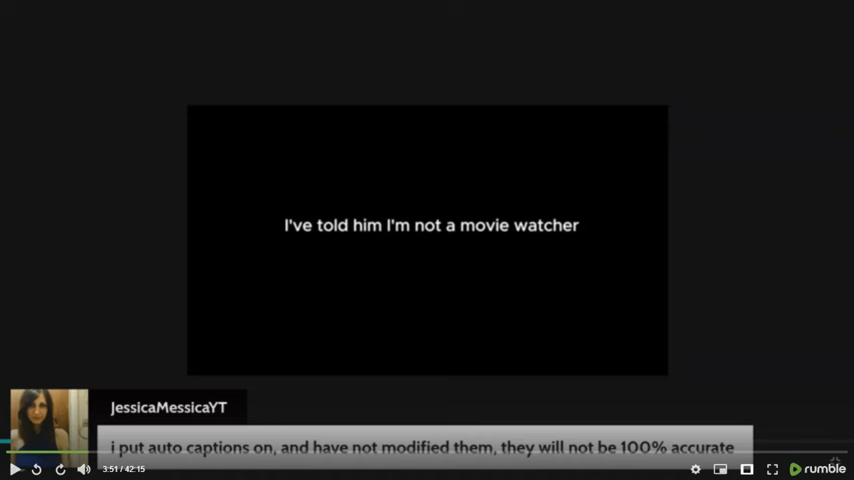 I've told him I'm not a movie watcher
JessicaMessicaYT
i put auto captions on, and have not modified them, they will not be 100% accurate
3:51 / 42:15
rumble